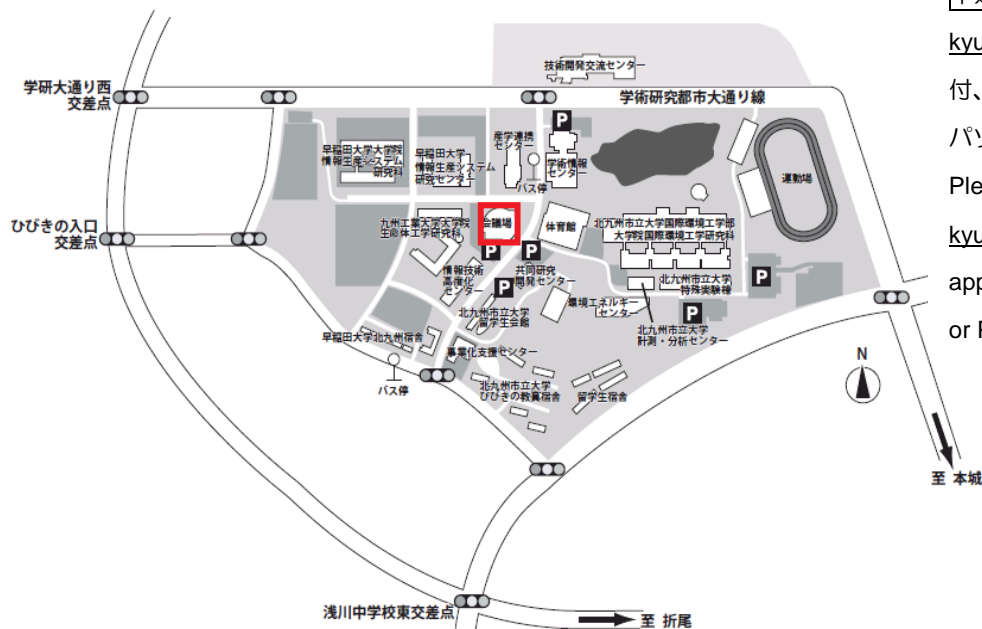 技術開発交流センター
学研大通り西
交差点
学術研究都市大通り線
kyu
付、
パッ
Ple
kyu
app
or F
P
産学連携
センター
早稲田大学大学院
情報生産システム
研究科
早稲田大学
情報生産システム
研究センター
学術情報
センター
バス停
運動場
ひびきの入口
交差点
九州工業大学大学院
生命体工学研究科
会議場
体育館
北九州市立大学国際環境工学部
大学院国際環境工学研究科
P
P
情報技術
高度化
センター
共同研究
開発センター
P
北九州市立大学
特殊実験棟
P
環境エネルギー
センター
P
北九州市立大学
留学生会館
北九州市立大学
計測・分析センター
早稲田大学北九州宿舎
事業化支援センター
バス停
北九州市立大学
ひびきの教員宿舎
留学生宿舎
N
至 本城
浅川中学校東交差点
至 折尾